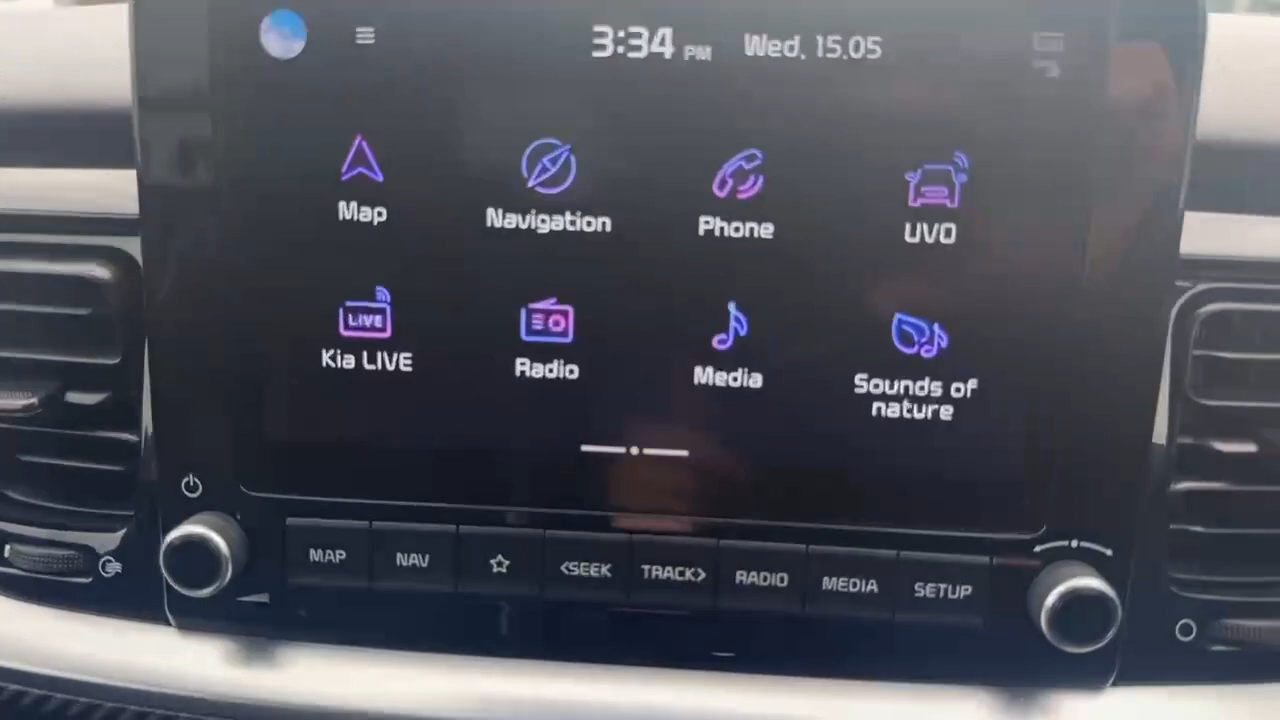 3:34 PM Wed, 15.05
Map Navigation Phone UVO
LIVE
Kia LIVE Radio Media Sounds of
nature
MAP NAV <SEEK TRACK> RADIO MEDIA SETUP